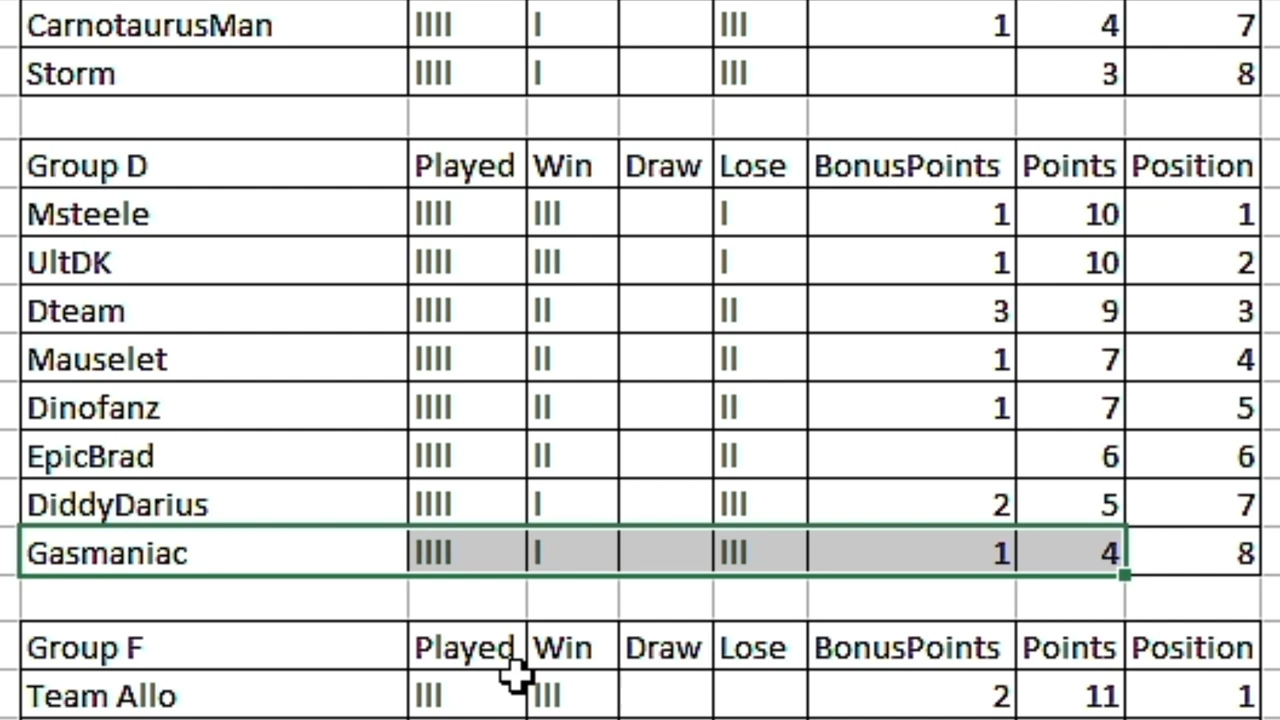 CarnotaurusMan IIII I III 1 4 7
Storm IIII I III 3 8
Group D Played Win Draw Lose BonusPoints Points Position
Msteele IIII III I 1 10 1
UltDK IIII III I 1 10 2
Dteam IIII II II 3 9 3
Mauselet IIII II II 1 7 4
Dinofanz IIII II II 1 7 5
EpicBrad IIII II II 6 6
DiddyDarius IIII I III 2 5 7
Gasmaniac IIII I III 1 4 8
Group F Played Win Draw Lose BonusPoints Points Position
Team Allo III III 2 11 1